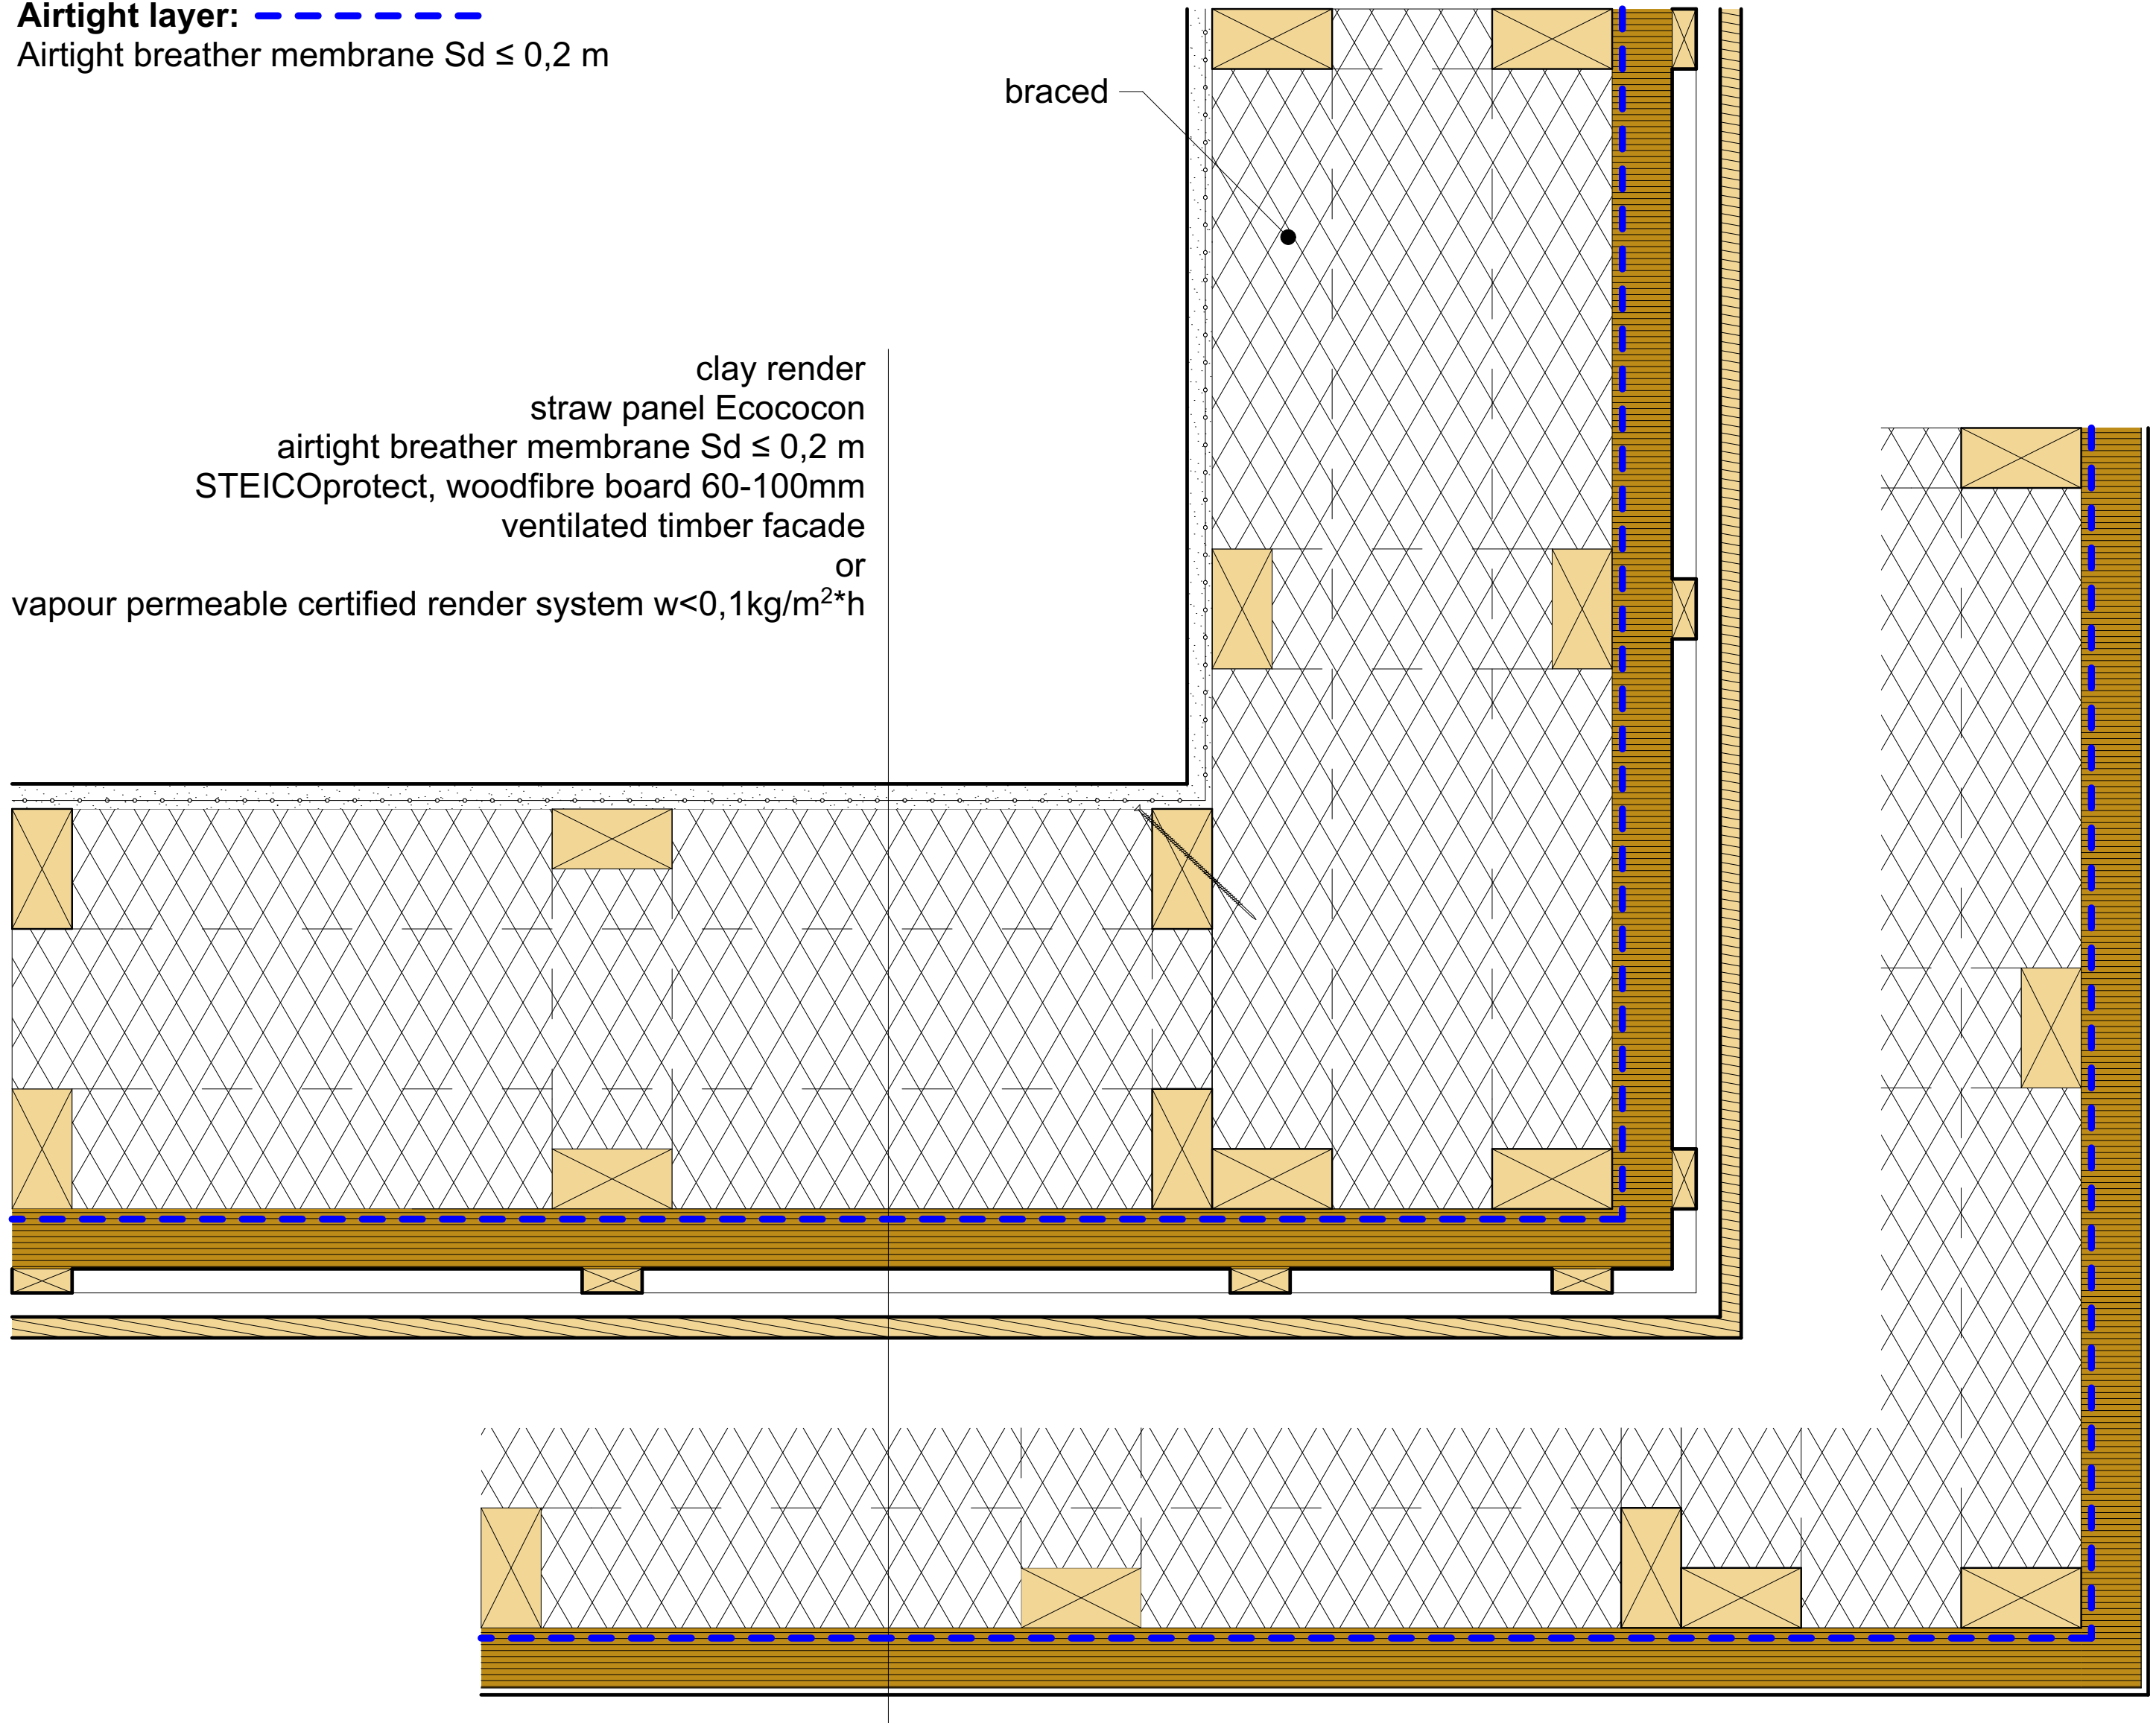 Airtight layer:
Airtight breather membrane Sd ≤ 0,2 m
braced
clay render
straw panel Ecococon
airtight breather membrane Sd ≤ 0,2 m
STEICOprotect, woodfibre board 60-100mm
ventilated timber facade
or
vapour permeable certified render system w<0,1kg/m²*h